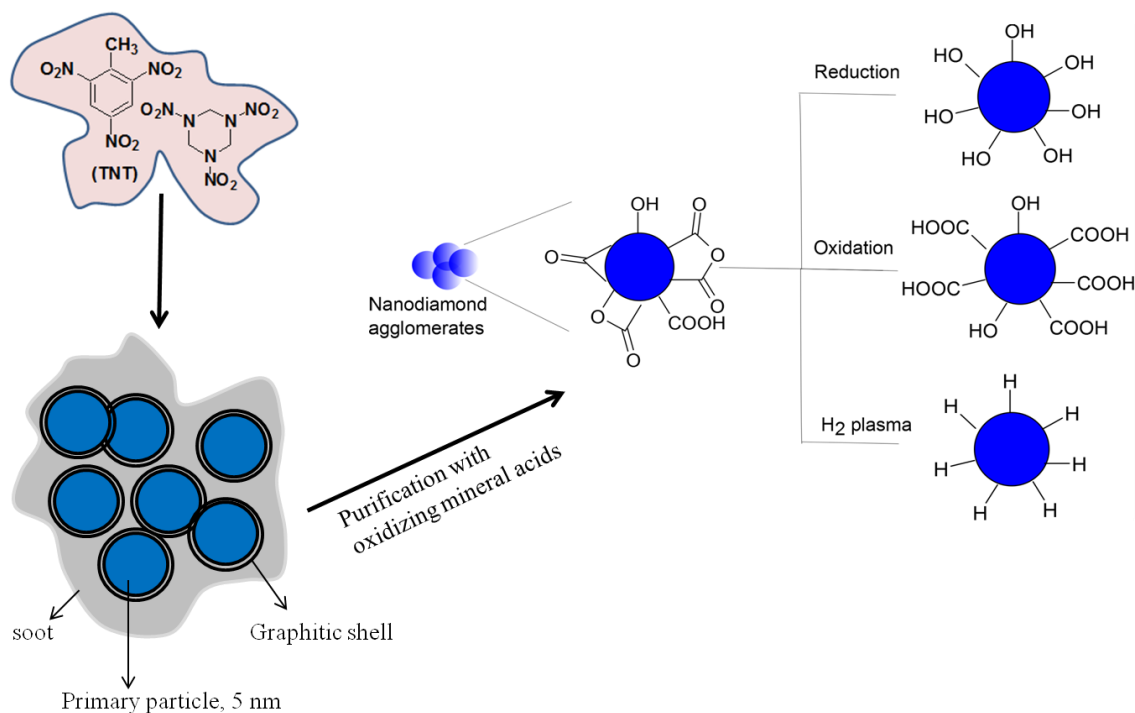 CH3
O2N
NO2
NO2
(TNT)
O2N
NO2
N
N
N
NO2
soot
Graphitic shell
Primary particle, 5 nm
Purification with
oxidizing mineral acids
Nanodiamond
agglomerates
OH
O
O
O
O
O
O
COOH
Reduction
OH
HO
OH
HO
OH
HO
OH
Oxidation
OH
HOOC
COOH
HOOC
COOH
HO
COOH
H2 plasma
H
H
H
H
H
H
H